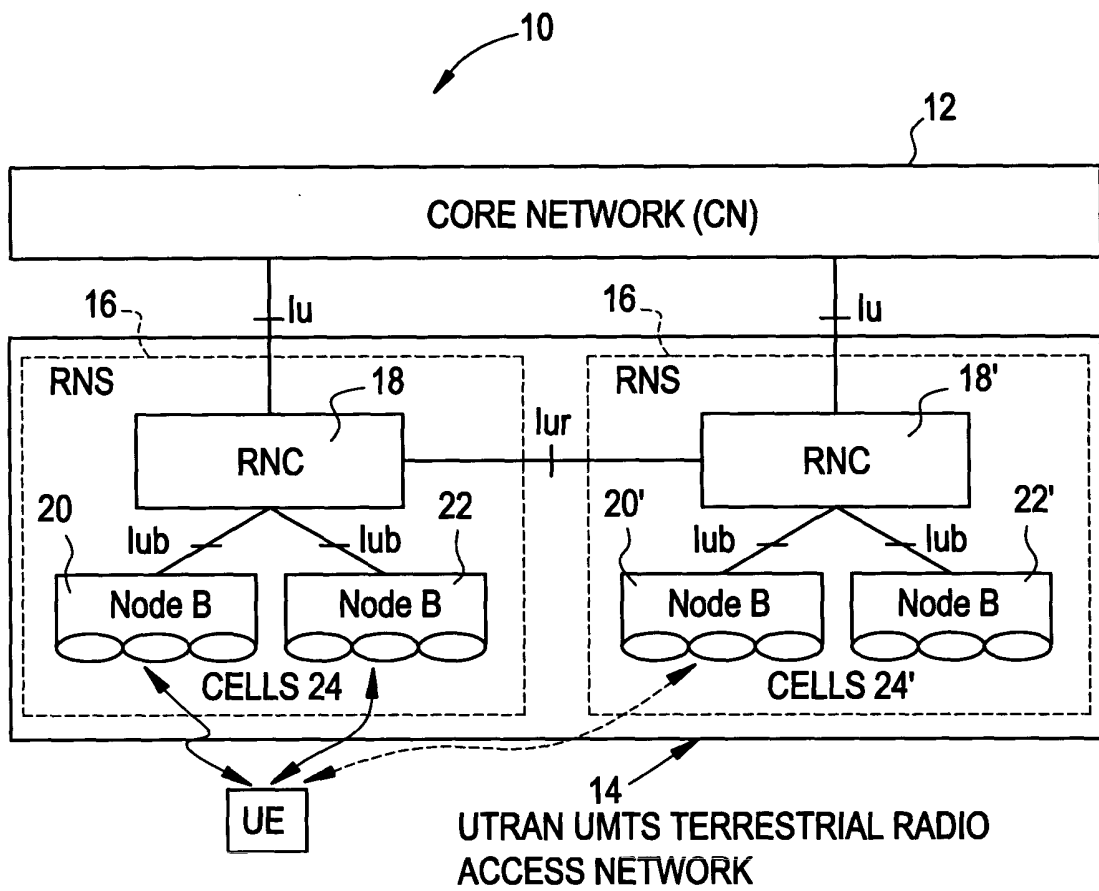 10
12
CORE NETWORK (CN)
16
Iu
16
Iu
RNS
18
RNS
18'
RNC
Iur
RNC
20
22
20'
22'
Iub
Iub
Iub
Iub
Node B
Node B
Node B
Node B
CELLS 24
CELLS 24'
UE
14
UTRAN UMTS TERRESTRIAL RADIO
ACCESS NETWORK